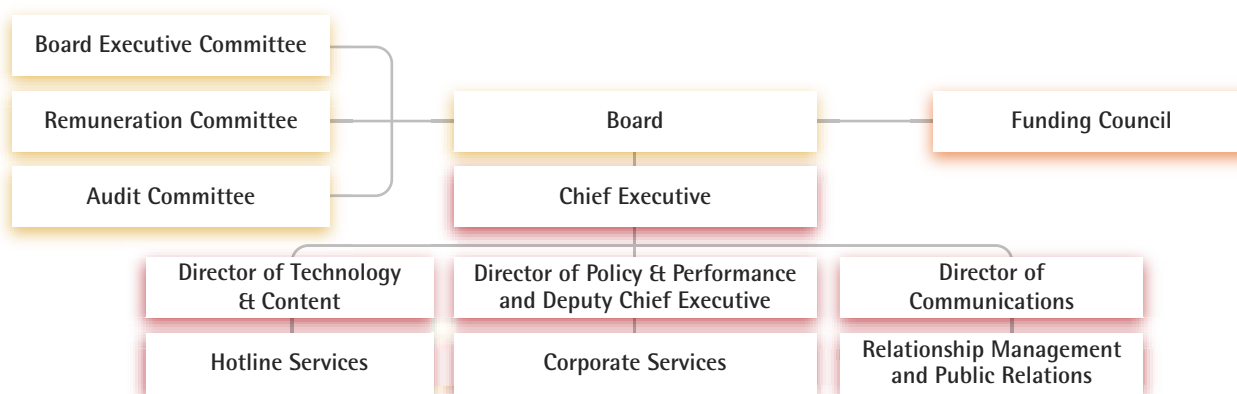 Board Executive Committee
Remuneration Committee
Board
Funding Council
Audit Committee
Chief Executive
Director of Technology
& Content
Director of Policy & Performance
and Deputy Chief Executive
Director of
Communications
Hotline Services
Corporate Services
Relationship Management
and Public Relations